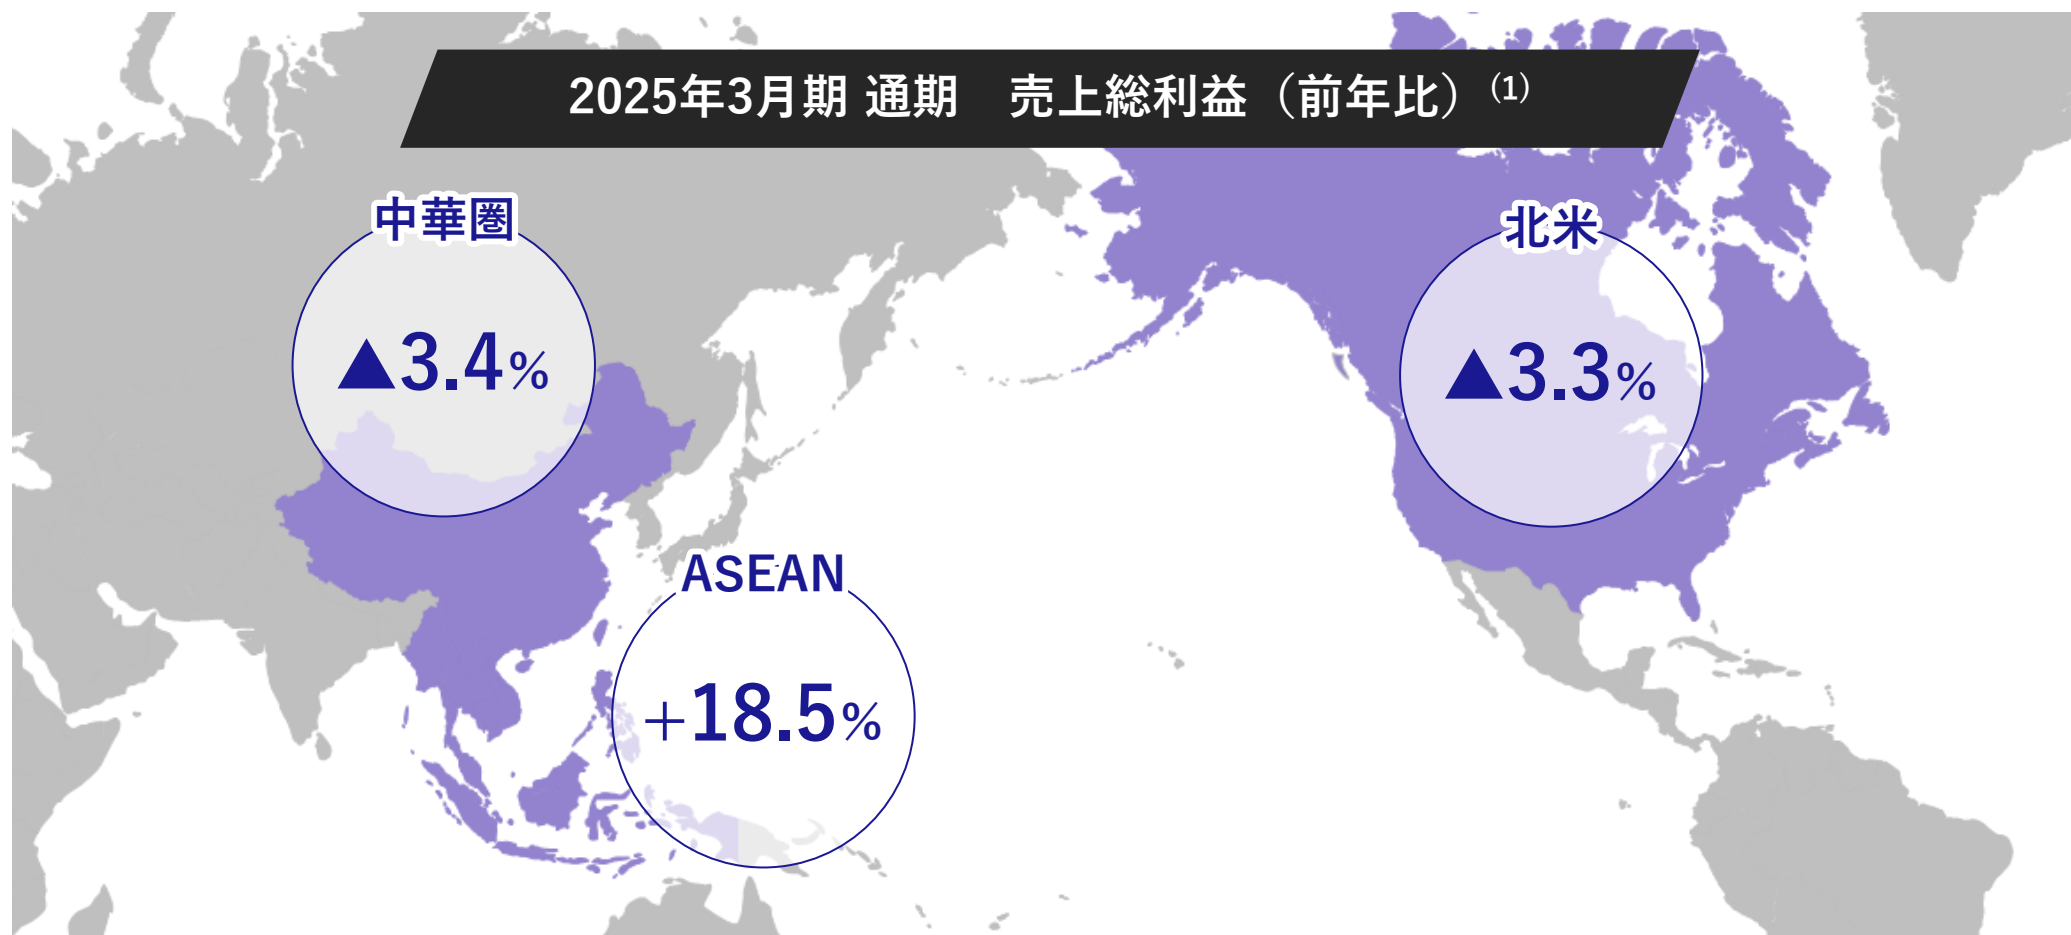 2025年3月期 通期　売上総利益（前年比）(1)
中華圏
▲3.4%
北米
▲3.3%
ASEAN
+18.5%